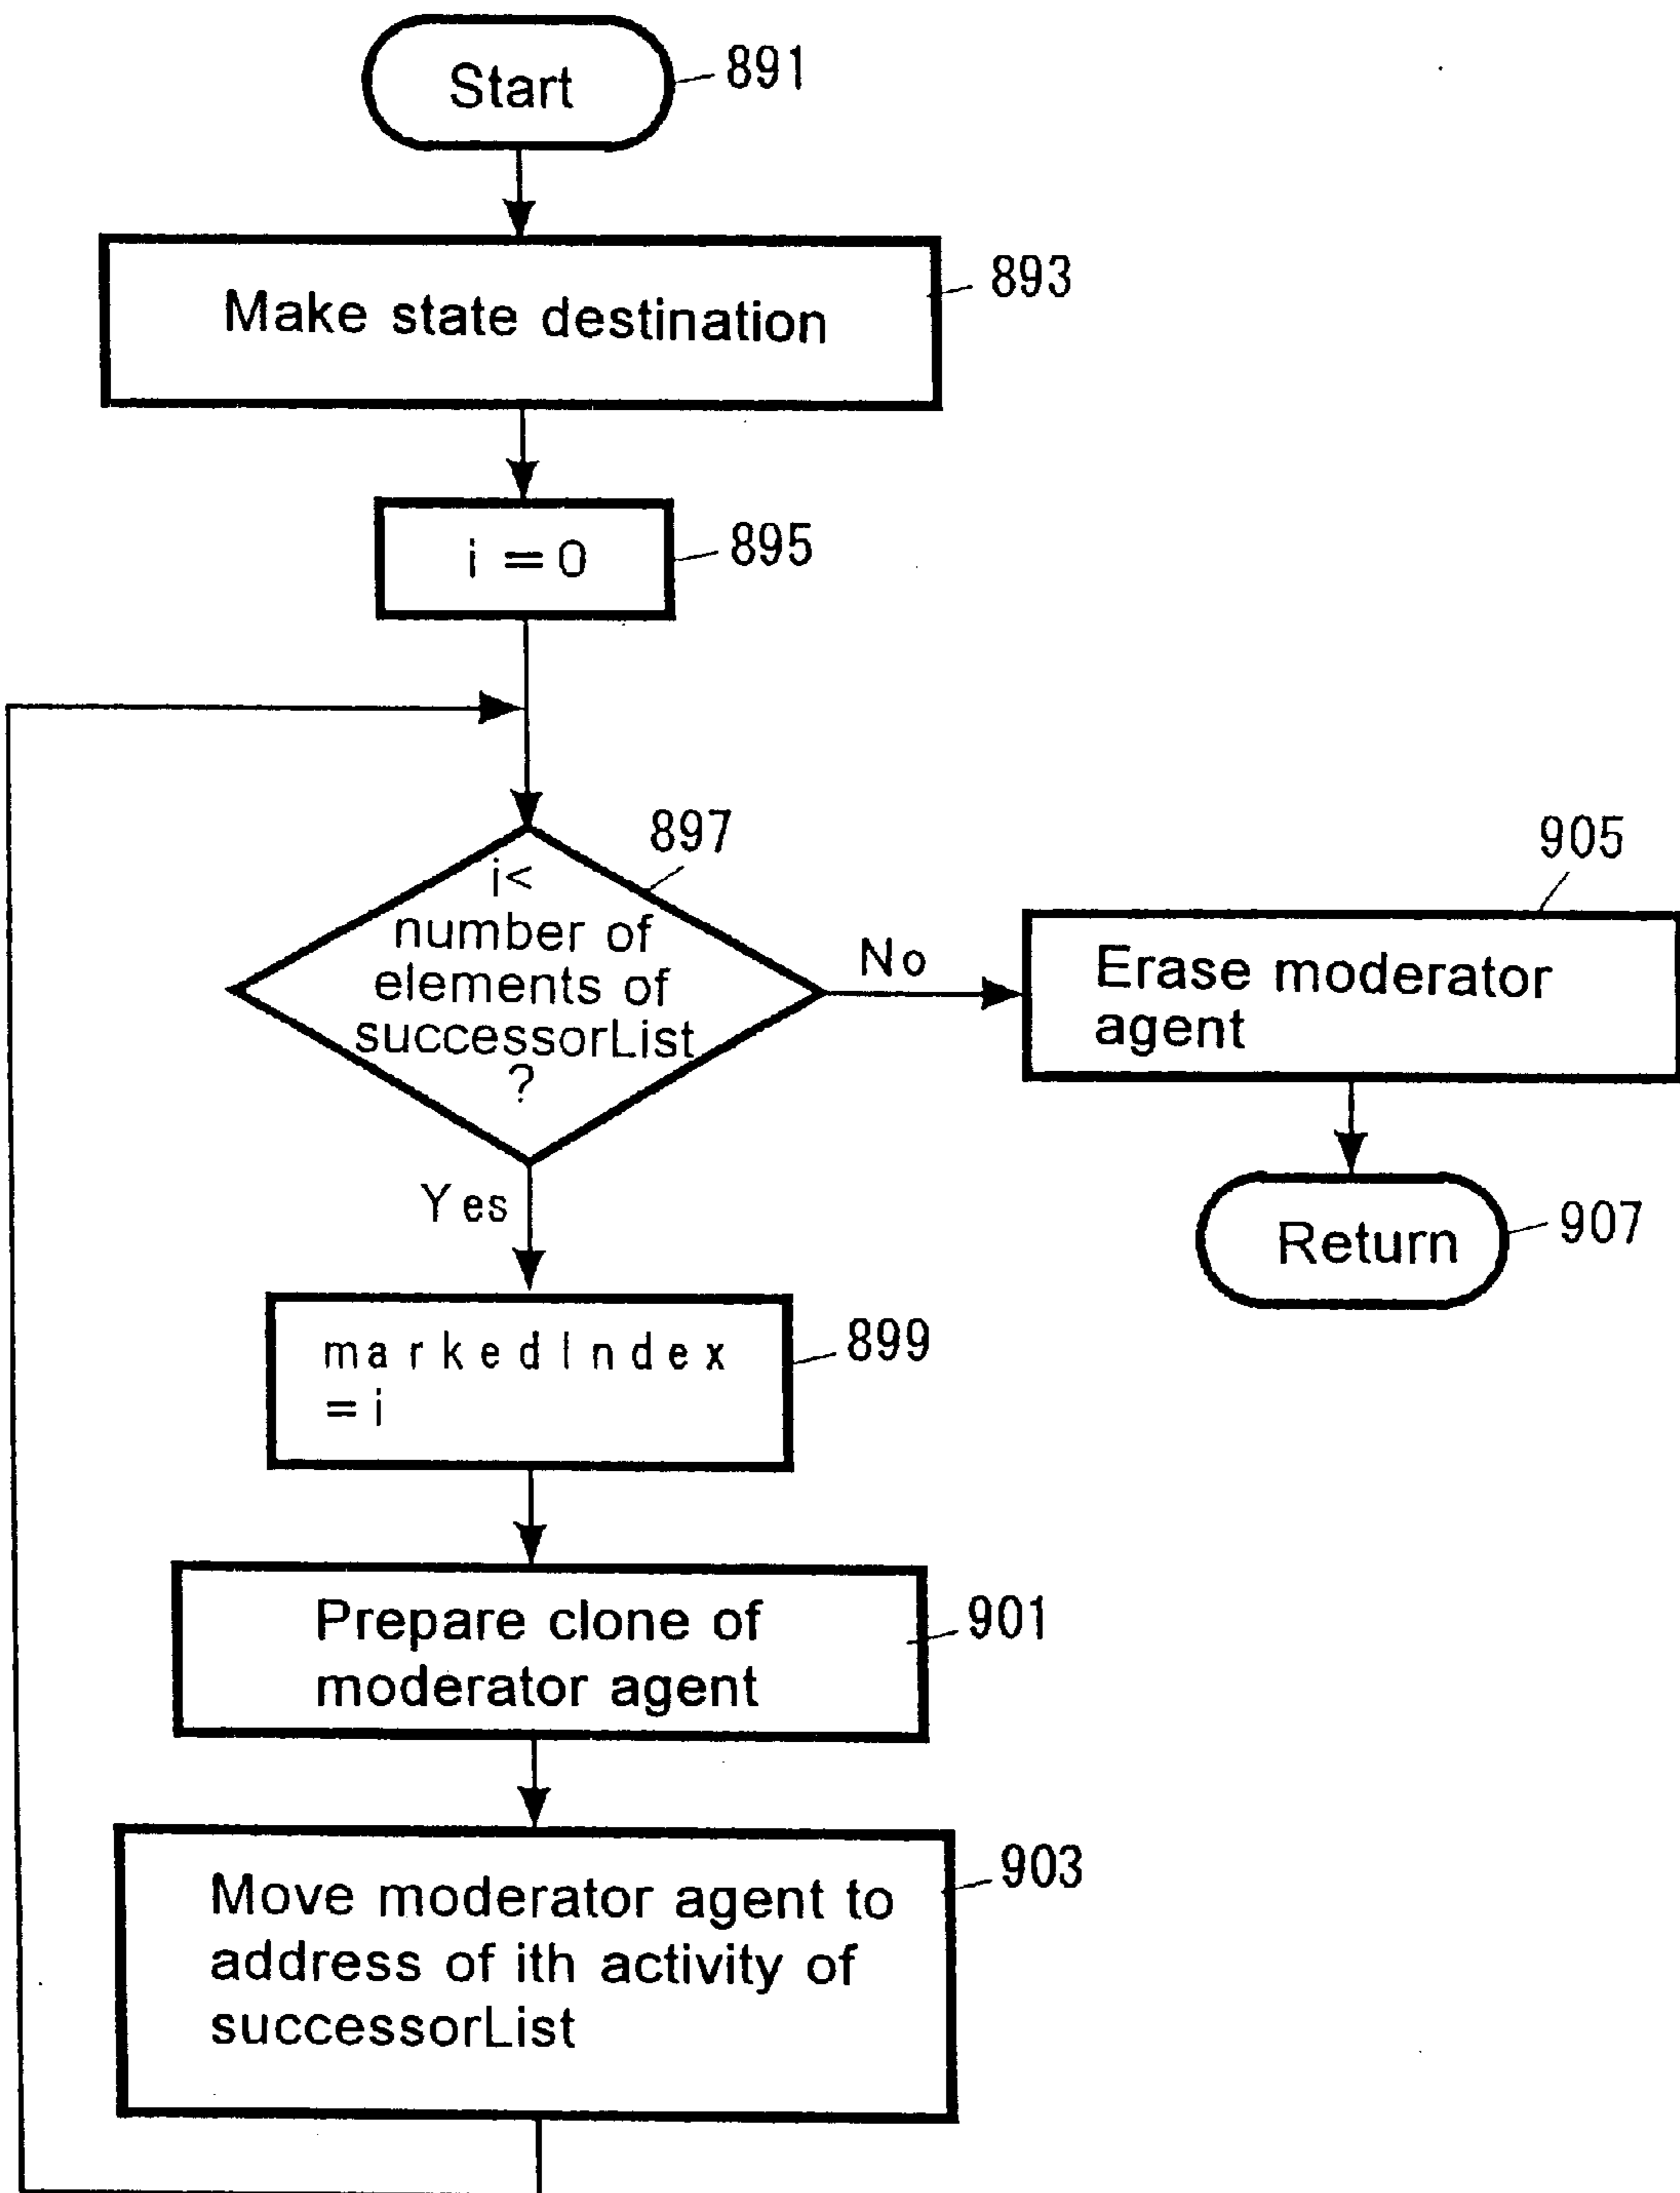 Start
891
Make state destination
893
i = 0
895
897
i<
number of
elements of
successorList
?
No
905
Erase moderator
agent
Return
907
Yes
markedIndex
= i
899
Prepare clone of
moderator agent
901
Move moderator agent to
address of ith activity of
successorList
903